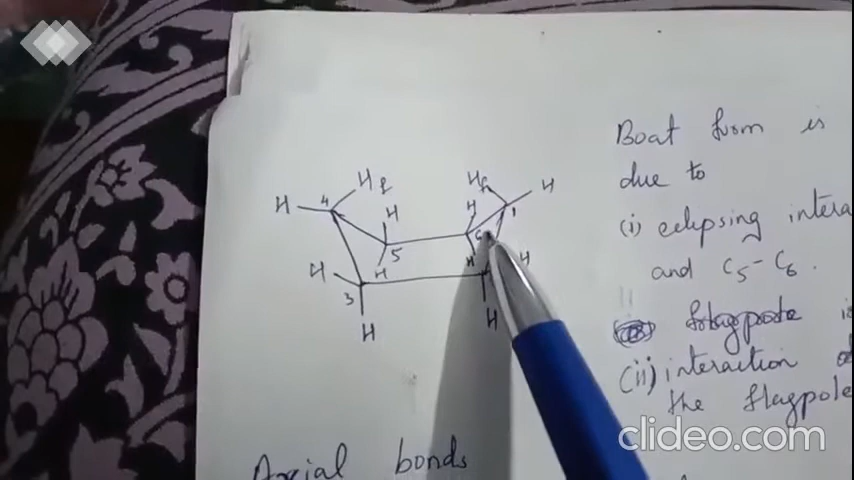 H 4 Hf H 5 H H 3 H
Hf H H 1 6 H H H
Boat form is
due to
(i) eclipsing intera
and C5-C6.
(ii) interaction
the flagpole
Axial bonds
clideo.com